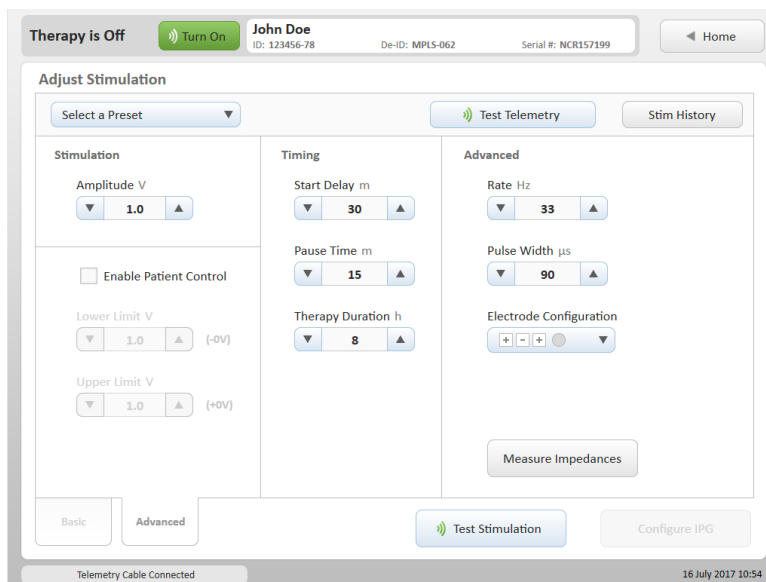 Therapy is Off
Turn On
John Doe
ID: 123456-78 De-ID: MPLS-062 Serial #: NCR157199
Home
Adjust Stimulation
Select a Preset
Test Telemetry
Stim History
Stimulation
Amplitude V
1.0
Enable Patient Control
Lower Limit V
1.0 (-0V)
Upper Limit V
1.0 (+0V)
Timing
Start Delay m
30
Pause Time m
15
Therapy Duration h
8
Advanced
Rate Hz
33
Pulse Width µs
90
Electrode Configuration
+ - +
Measure Impedances
Basic
Advanced
Test Stimulation
Configure IPG
Telemetry Cable Connected
16 July 2017 10:54